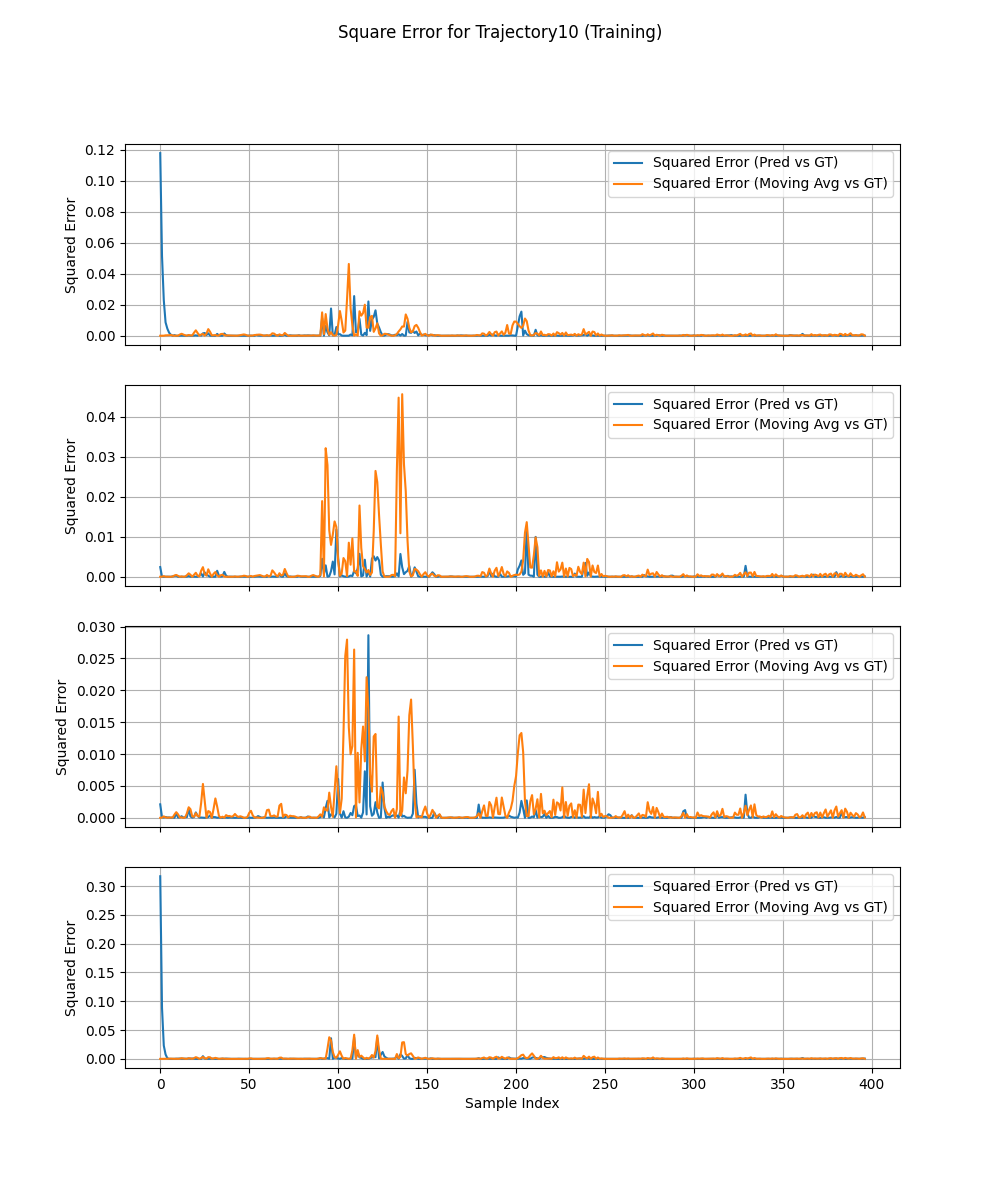 Square Error for Trajectory10 (Training)
0.12
0.10
0.08
0.06
0.04
0.02
0.00
Squared Error
Squared Error (Pred vs GT)
Squared Error (Moving Avg vs GT)
0.04
0.03
0.02
0.01
0.00
Squared Error
Squared Error (Pred vs GT)
Squared Error (Moving Avg vs GT)
0.030
0.025
0.020
0.015
0.010
0.005
0.000
Squared Error
Squared Error (Pred vs GT)
Squared Error (Moving Avg vs GT)
0.30
0.25
0.20
0.15
0.10
0.05
0.00
Squared Error
Squared Error (Pred vs GT)
Squared Error (Moving Avg vs GT)
0 50 100 150 200 250 300 350 400
Sample Index